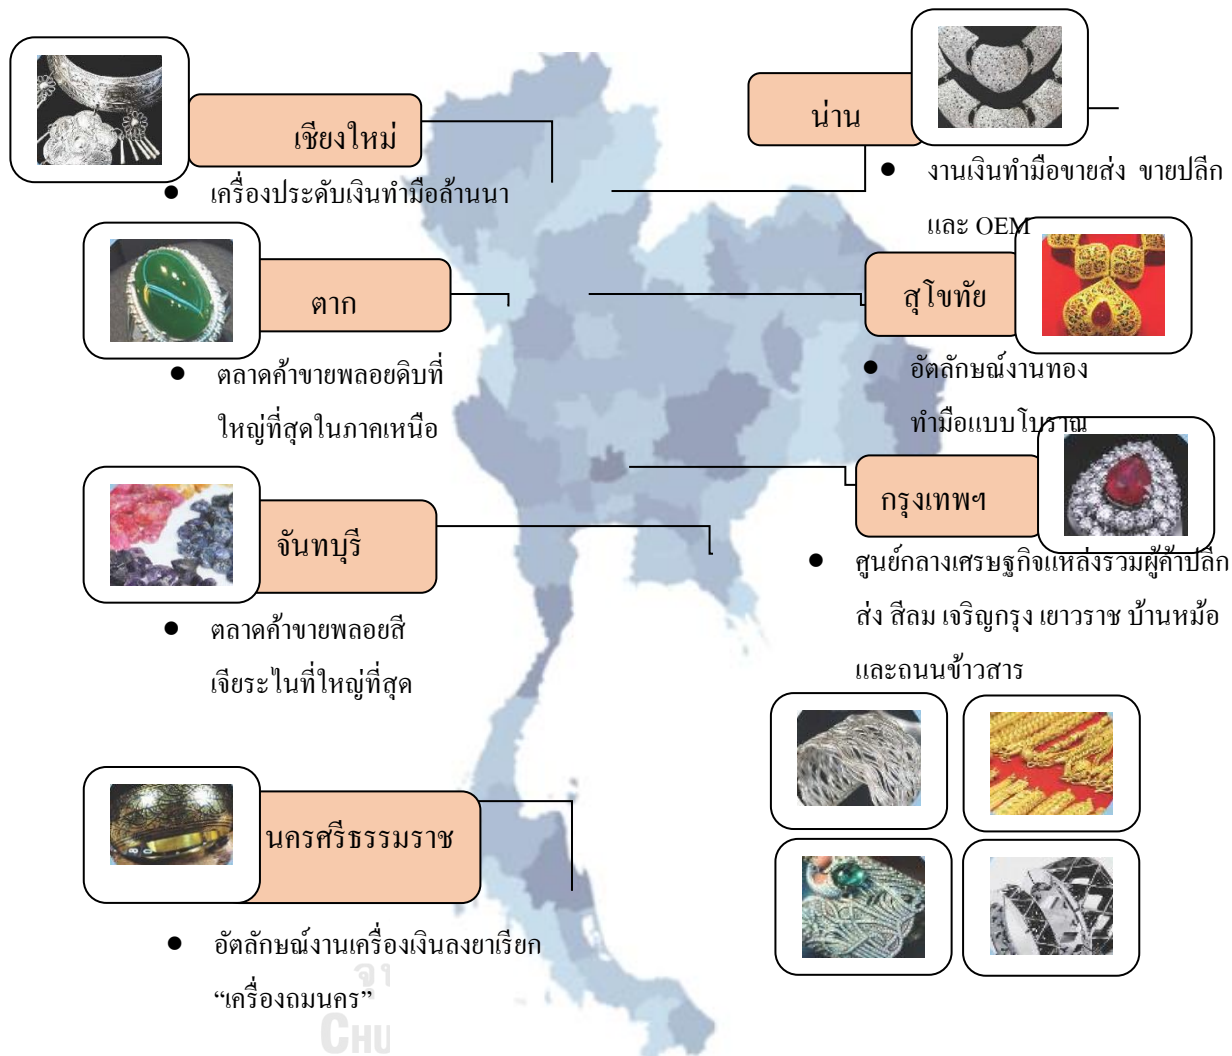 เชียงใหม่
เครื่องประดับเงินทำมือล้านนา
น่าน
งานเงินทำมือขายส่ง ขายปลีก
และ OEM
ตาก
ตลาดค้าขายพลอยดิบที่
ใหญ่ที่สุดในภาคเหนือ
สุโขทัย
อัตลักษณ์งานทอง
ทำมือแบบโบราณ
จันทบุรี
ตลาดค้าขายพลอยสี
เจียระไนที่ใหญ่ที่สุด
กรุงเทพฯ
ศูนย์กลางเศรษฐกิจแหล่งรวมผู้ค้าปลีก
ส่ง สีลม เจริญกรุง เยาวราช บ้านหม้อ
และถนนข้าวสาร
นครศรีธรรมราช
อัตลักษณ์งานเครื่องเงินลงยาเรียก
“เครื่องถมนคร”